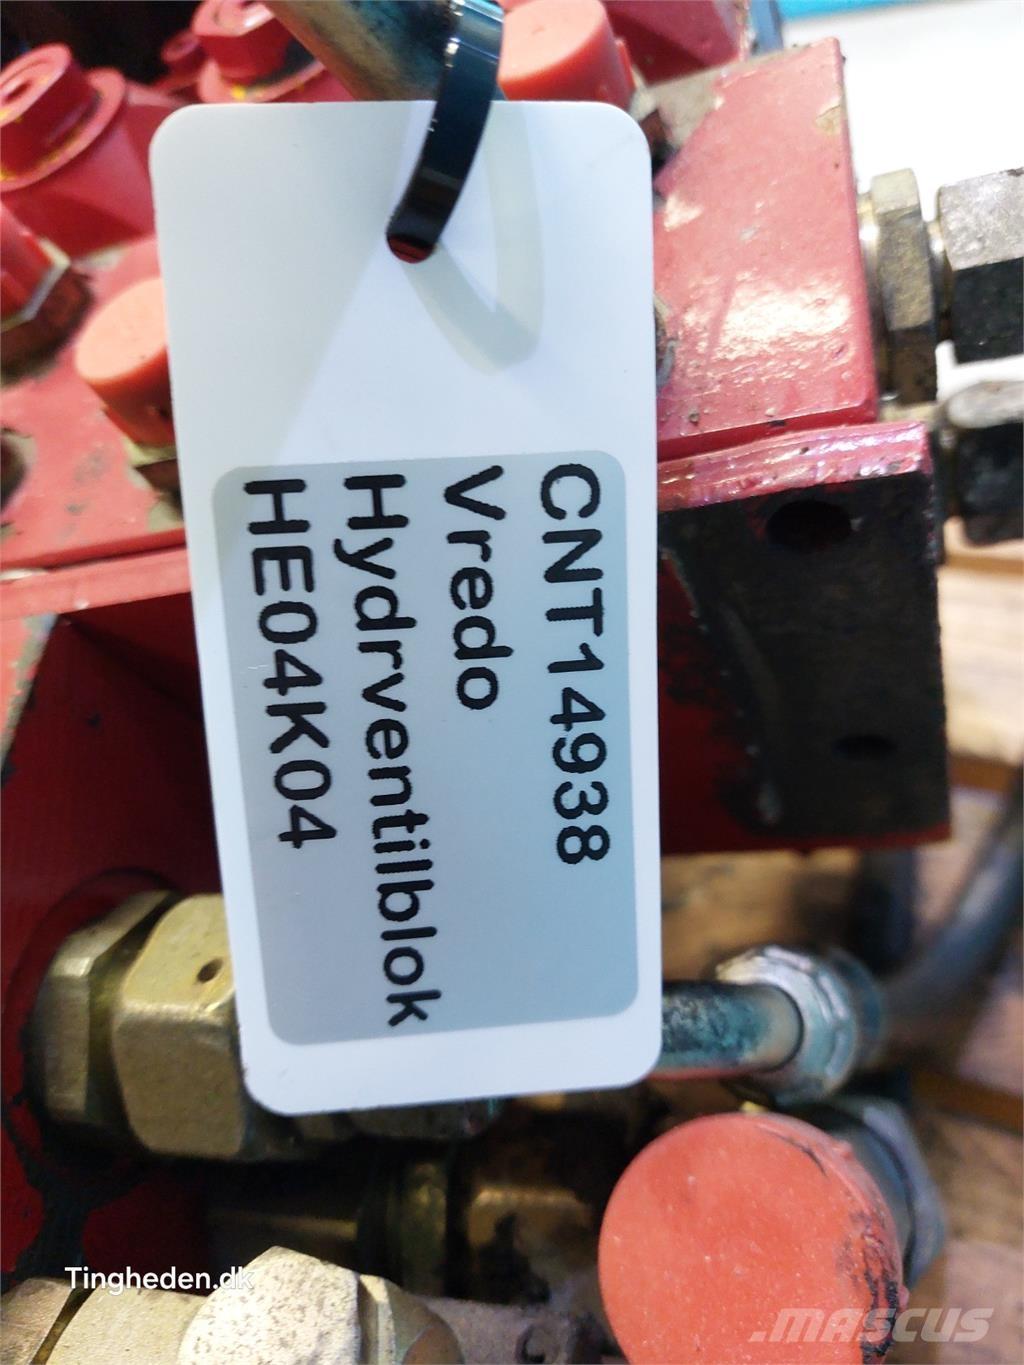 CNT14938
Vredo
Hydrventilblok
HE04K04
Tingheden.dk
.MASCUS